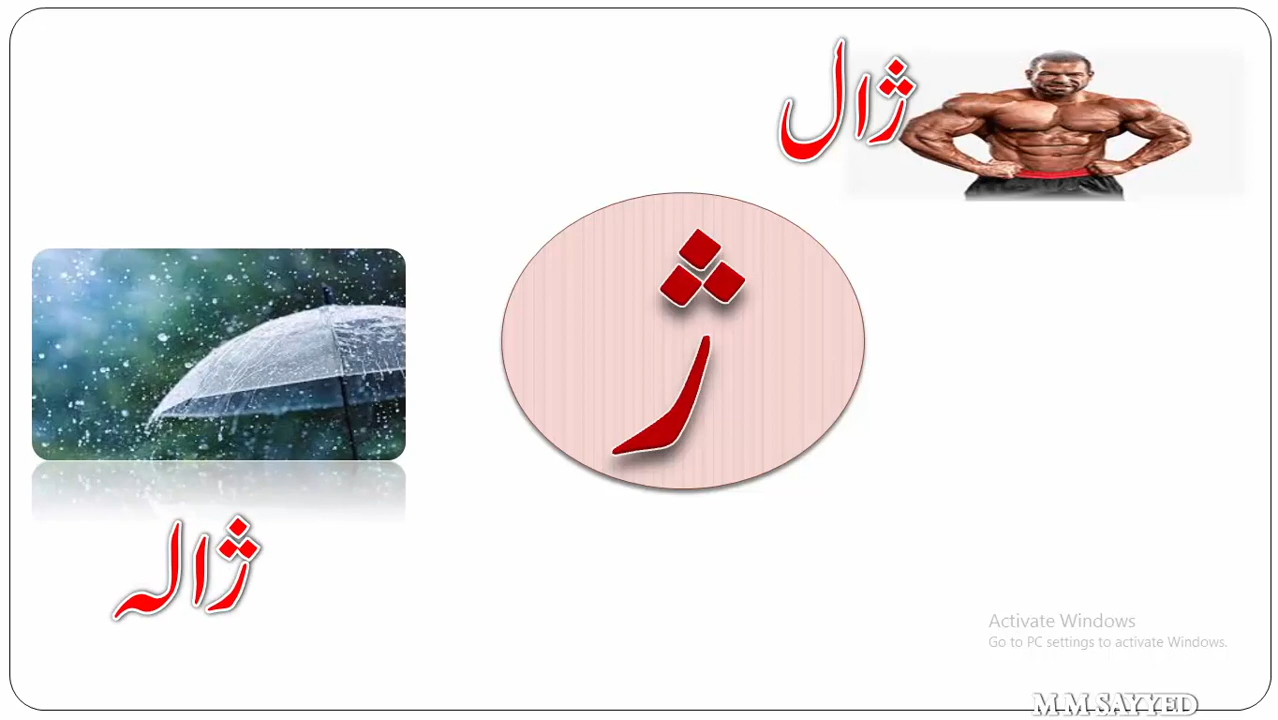 ژال
ژ
ژالہ
Activate Windows
Go to PC settings to activate Windows.
M M SAYYED